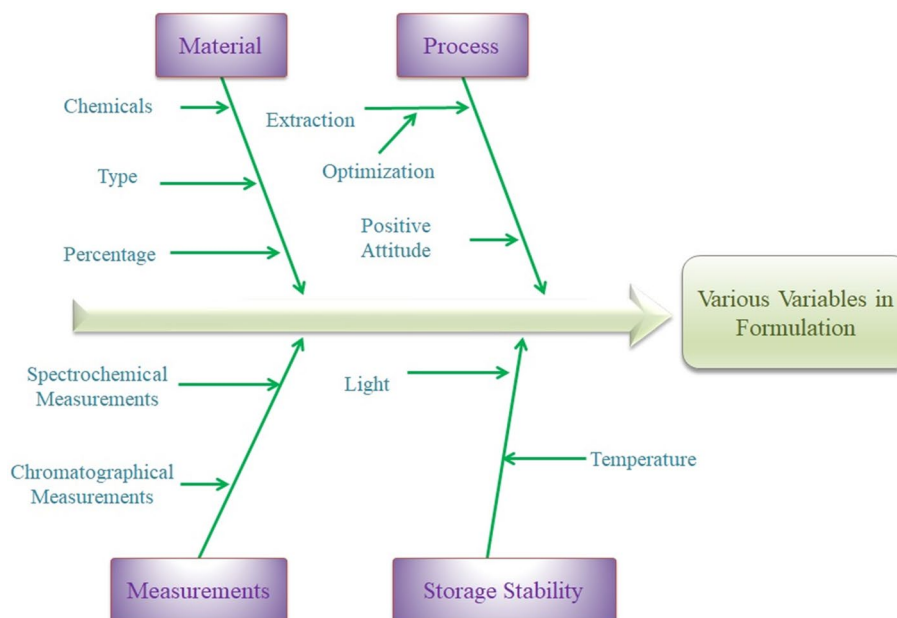 Material
Process
Chemicals
Extraction
Type
Optimization
Positive
Attitude
Percentage
Various Variables in
Formulation
Spectrochemical
Measurements
Light
Chromatographical
Measurements
Temperature
Measurements
Storage Stability